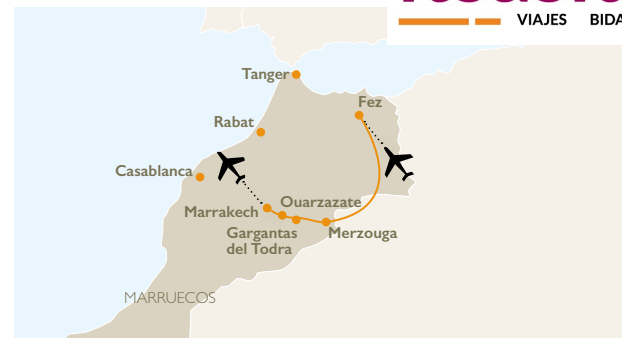 VIAJES BIDA
Tanger
Fez
Rabat
Casablanca
Ouarzazate
Marrakech
Gargantas
del Todra
Merzouga
MARRUECOS